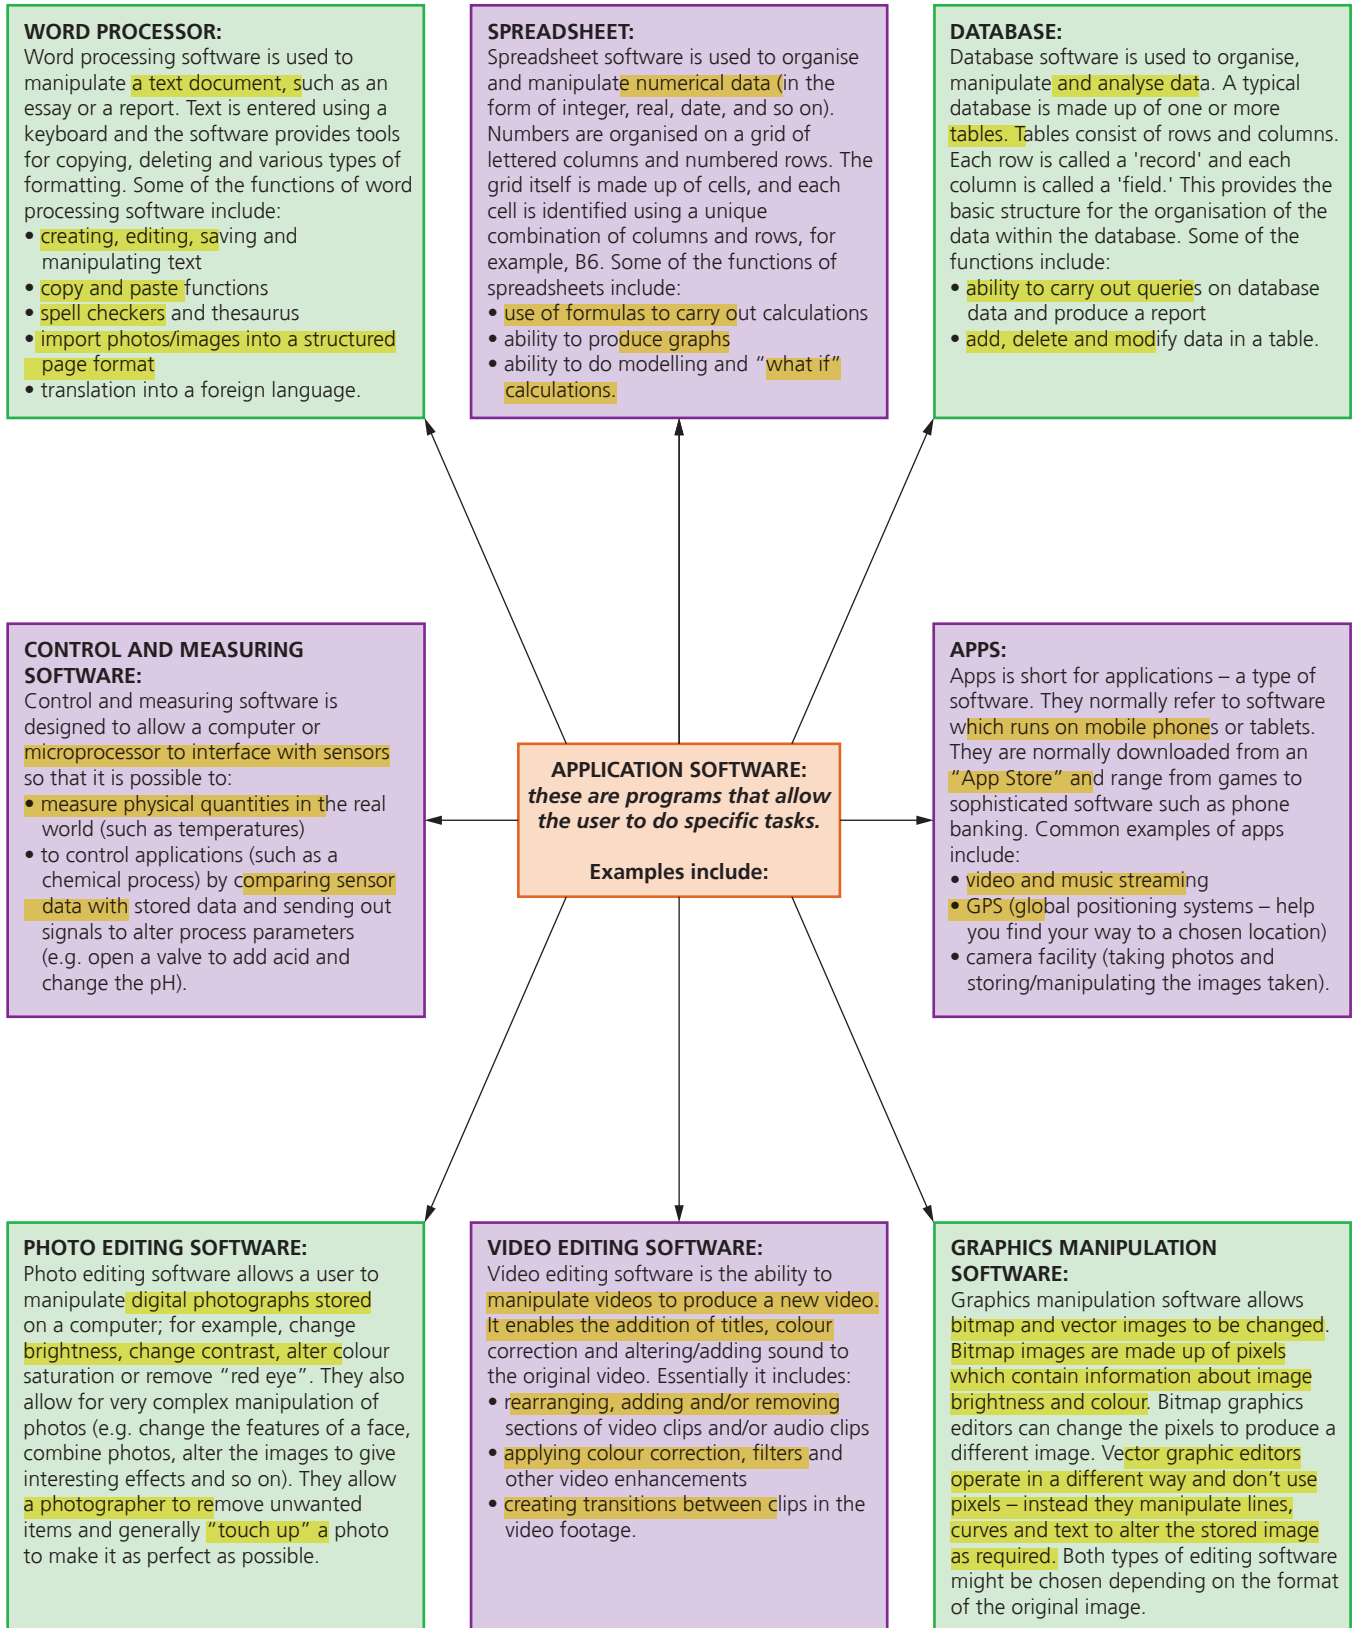 WORD PROCESSOR:
Word processing software is used to
manipulate a text document, such as an
essay or a report. Text is entered using a
keyboard and the software provides tools
for copying, deleting and various types of
formatting. Some of the functions of word
processing software include:
• creating, editing, saving and
manipulating text
• copy and paste functions
• spell checkers and thesaurus
• import photos/images into a structured
page format
• translation into a foreign language.
SPREADSHEET:
Spreadsheet software is used to organise
and manipulate numerical data (in the
form of integer, real, date, and so on).
Numbers are organised on a grid of
lettered columns and numbered rows. The
grid itself is made up of cells, and each
cell is identified using a unique
combination of columns and rows, for
example, B6. Some of the functions of
spreadsheets include:
• use of formulas to carry out calculations
• ability to produce graphs
• ability to do modelling and “what if”
calculations.
DATABASE:
Database software is used to organise,
manipulate and analyse data. A typical
database is made up of one or more
tables. Tables consist of rows and columns.
Each row is called a 'record' and each
column is called a 'field.' This provides the
basic structure for the organisation of the
data within the database. Some of the
functions include:
• ability to carry out queries on database
data and produce a report
• add, delete and modify data in a table.
CONTROL AND MEASURING
SOFTWARE:
Control and measuring software is
designed to allow a computer or
microprocessor to interface with sensors
so that it is possible to:
• measure physical quantities in the real
world (such as temperatures)
• to control applications (such as a
chemical process) by comparing sensor
data with stored data and sending out
signals to alter process parameters
(e.g. open a valve to add acid and
change the pH).
APPLICATION SOFTWARE:
these are programs that allow
the user to do specific tasks.
Examples include:
APPS:
Apps is short for applications – a type of
software. They normally refer to software
which runs on mobile phones or tablets.
They are normally downloaded from an
“App Store” and range from games to
sophisticated software such as phone
banking. Common examples of apps
include:
• video and music streaming
• GPS (global positioning systems – help
you find your way to a chosen location)
• camera facility (taking photos and
storing/manipulating the images taken).
PHOTO EDITING SOFTWARE:
Photo editing software allows a user to
manipulate digital photographs stored
on a computer; for example, change
brightness, change contrast, alter colour
saturation or remove “red eye”. They also
allow for very complex manipulation of
photos (e.g. change the features of a face,
combine photos, alter the images to give
interesting effects and so on). They allow
a photographer to remove unwanted
items and generally “touch up” a photo
to make it as perfect as possible.
VIDEO EDITING SOFTWARE:
Video editing software is the ability to
manipulate videos to produce a new video.
It enables the addition of titles, colour
correction and altering/adding sound to
the original video. Essentially it includes:
• rearranging, adding and/or removing
sections of video clips and/or audio clips
• applying colour correction, filters and
other video enhancements
• creating transitions between clips in the
video footage.
GRAPHICS MANIPULATION
SOFTWARE:
Graphics manipulation software allows
bitmap and vector images to be changed.
Bitmap images are made up of pixels
which contain information about image
brightness and colour. Bitmap graphics
editors can change the pixels to produce a
different image. Vector graphic editors
operate in a different way and don’t use
pixels – instead they manipulate lines,
curves and text to alter the stored image
as required. Both types of editing software
might be chosen depending on the format
of the original image.